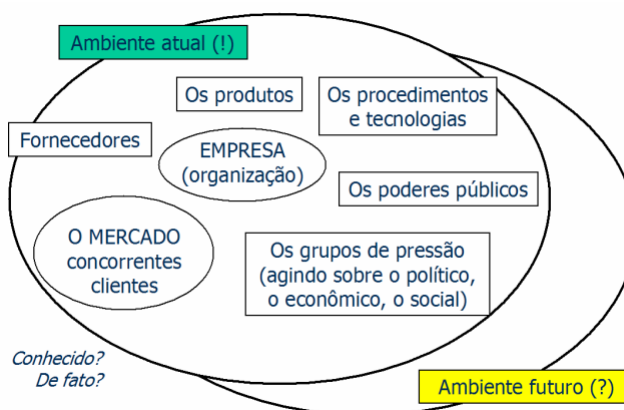 Ambiente atual (!)
Os produtos
Os procedimentos
e tecnologias
Fornecedores
EMPRESA
(organização)
Os poderes públicos
O MERCADO
concorrentes
clientes
Os grupos de pressão
(agindo sobre o político,
o econômico, o social)
Conhecido?
De fato?
Ambiente futuro (?)